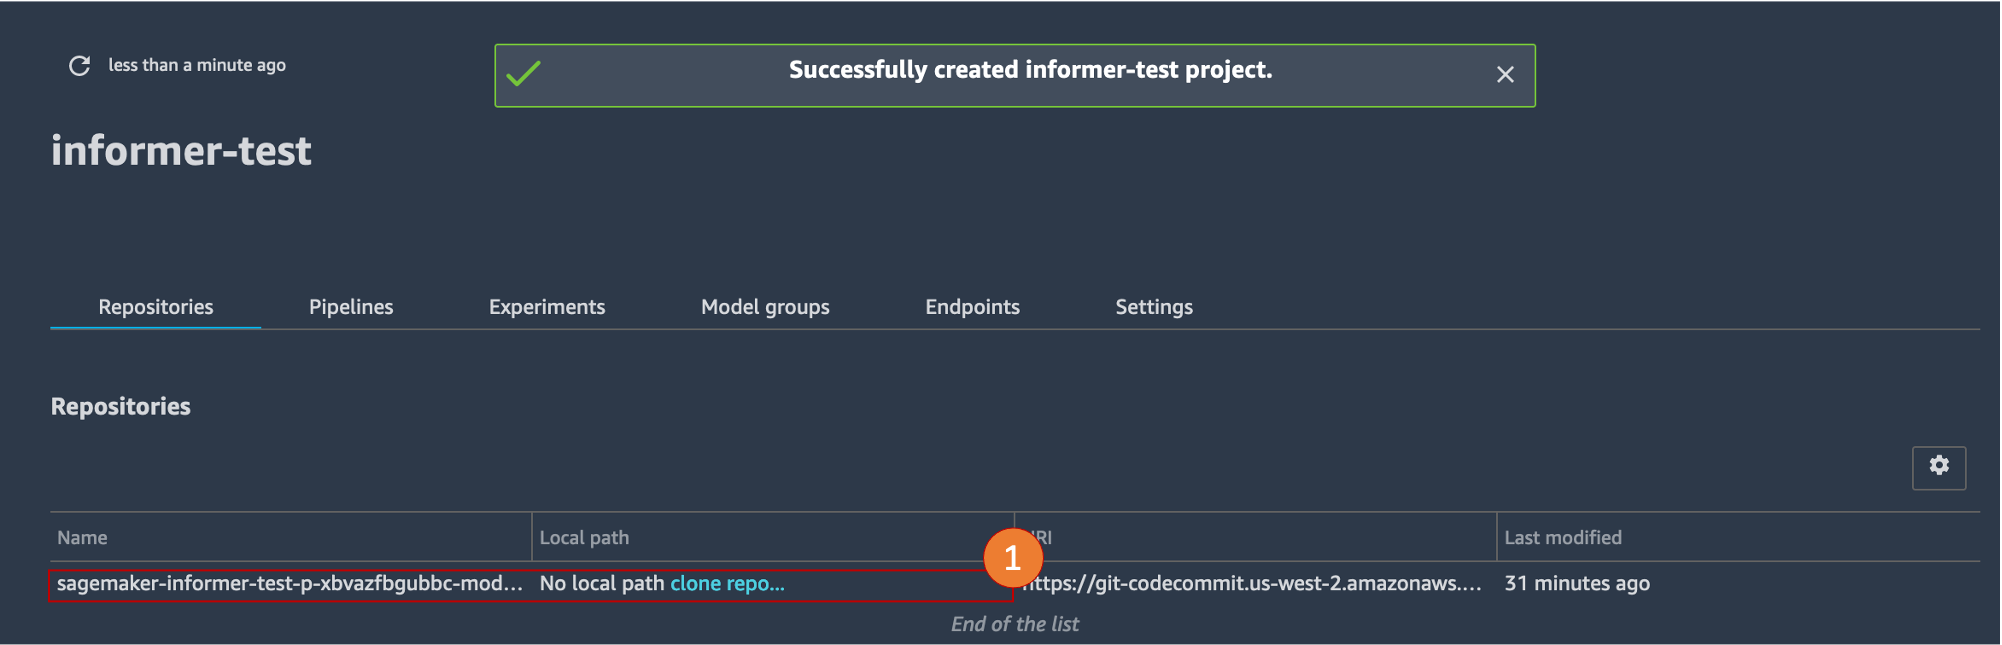 less than a minute ago
Successfully created informer-test project.
informer-test
Repositories Pipelines Experiments Model groups Endpoints Settings
Repositories
Name Local path RI Last modified
1
sagemaker-informer-test-p-xbvazfbgubbc-mod... No local path clone repo... https://git-codecommit.us-west-2.amazonaws.... 31 minutes ago
End of the list